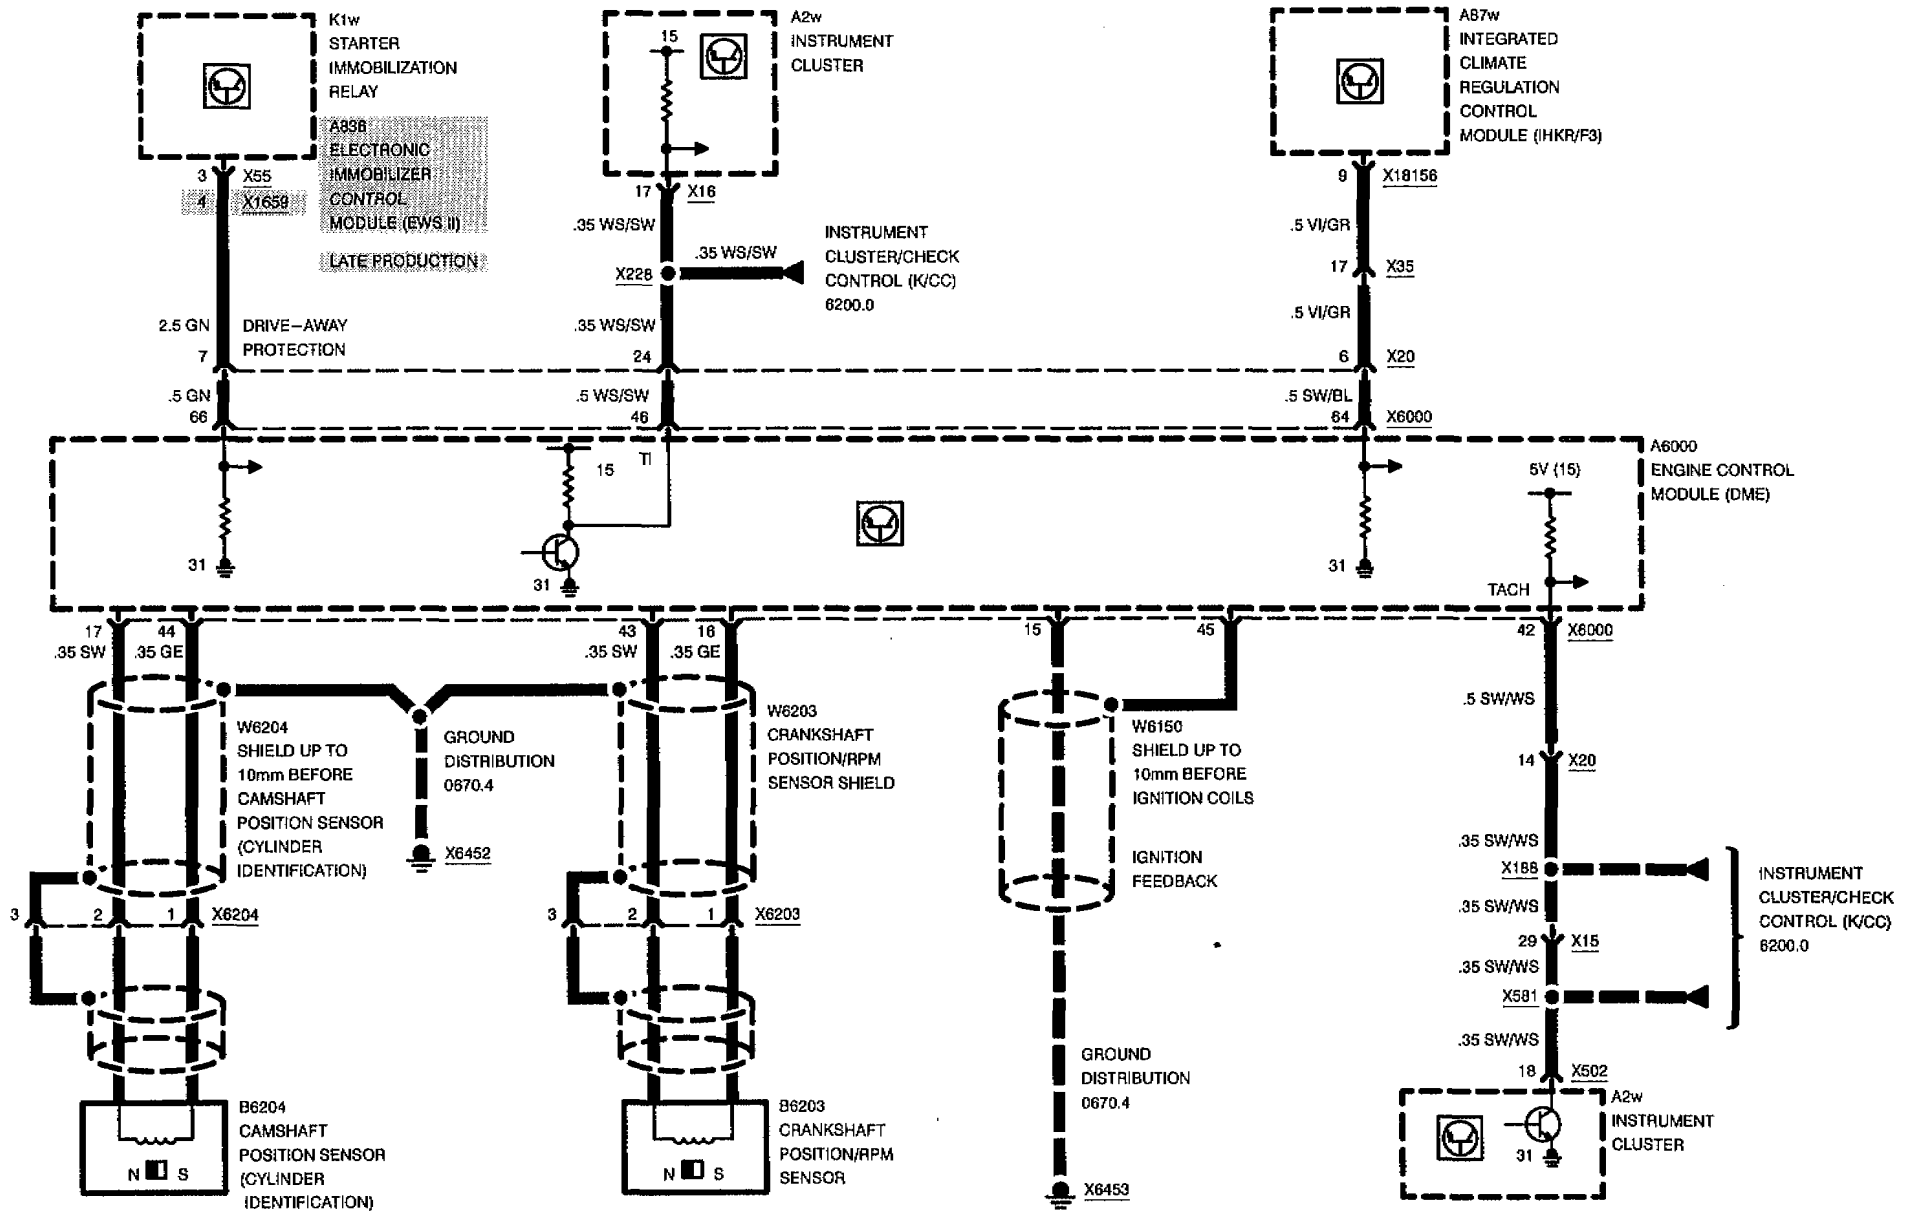 K1w
STARTER
IMMOBILIZATION
RELAY
A836
ELECTRONIC
IMMOBILIZER
CONTROL
MODULE (EWS II)
LATE PRODUCTION
3 X55
4 X1659
2.5 GN
DRIVE-AWAY
PROTECTION
7
.5 GN
66
A2w
INSTRUMENT
CLUSTER
15
17 X16
.35 WS/SW
X228
.35 WS/SW
INSTRUMENT
CLUSTER/CHECK
CONTROL (K/CC)
6200.0
.35 WS/SW
24
.5 WS/SW
46
A87w
INTEGRATED
CLIMATE
REGULATION
CONTROL
MODULE (IHKR/F3)
9 X18156
.5 VI/GR
17 X35
.5 VI/GR
6 X20
.5 SW/BL
64 X6000
A6000
ENGINE CONTROL
MODULE (DME)
31
15
TI
31
31
5V (15)
TACH
17
.35 SW
44
.35 GE
43
.35 SW
16
.35 GE
15
45
42 X6000
W6204
SHIELD UP TO
10mm BEFORE
CAMSHAFT
POSITION SENSOR
(CYLINDER
IDENTIFICATION)
GROUND
DISTRIBUTION
0670.4
X6452
W6203
CRANKSHAFT
POSITION/RPM
SENSOR SHIELD
W6150
SHIELD UP TO
10mm BEFORE
IGNITION COILS
IGNITION
FEEDBACK
.5 SW/WS
14 X20
.35 SW/WS
X188
.35 SW/WS
29 X15
.35 SW/WS
X581
.35 SW/WS
18 X502
INSTRUMENT
CLUSTER/CHECK
CONTROL (K/CC)
6200.0
3 2 1 X6204
3 2 1 X6203
GROUND
DISTRIBUTION
0670.4
X6453
B6204
CAMSHAFT
POSITION SENSOR
(CYLINDER
IDENTIFICATION)
N S
B6203
CRANKSHAFT
POSITION/RPM
SENSOR
N S
A2w
INSTRUMENT
CLUSTER
31